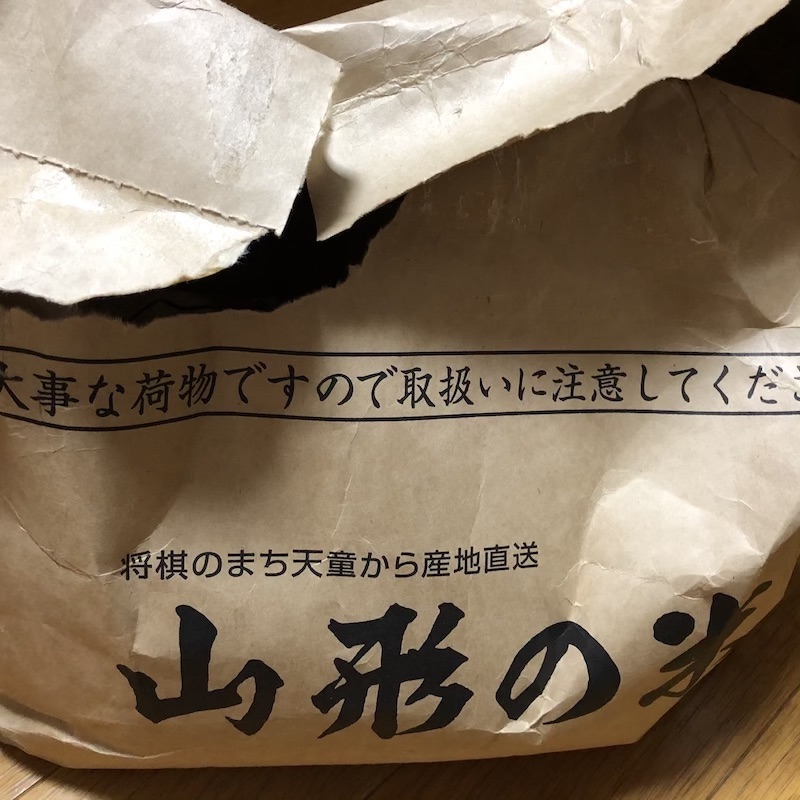 大事な荷物ですので取扱いに注意してくださ
将棋のまち天童から産地直送
山形の米